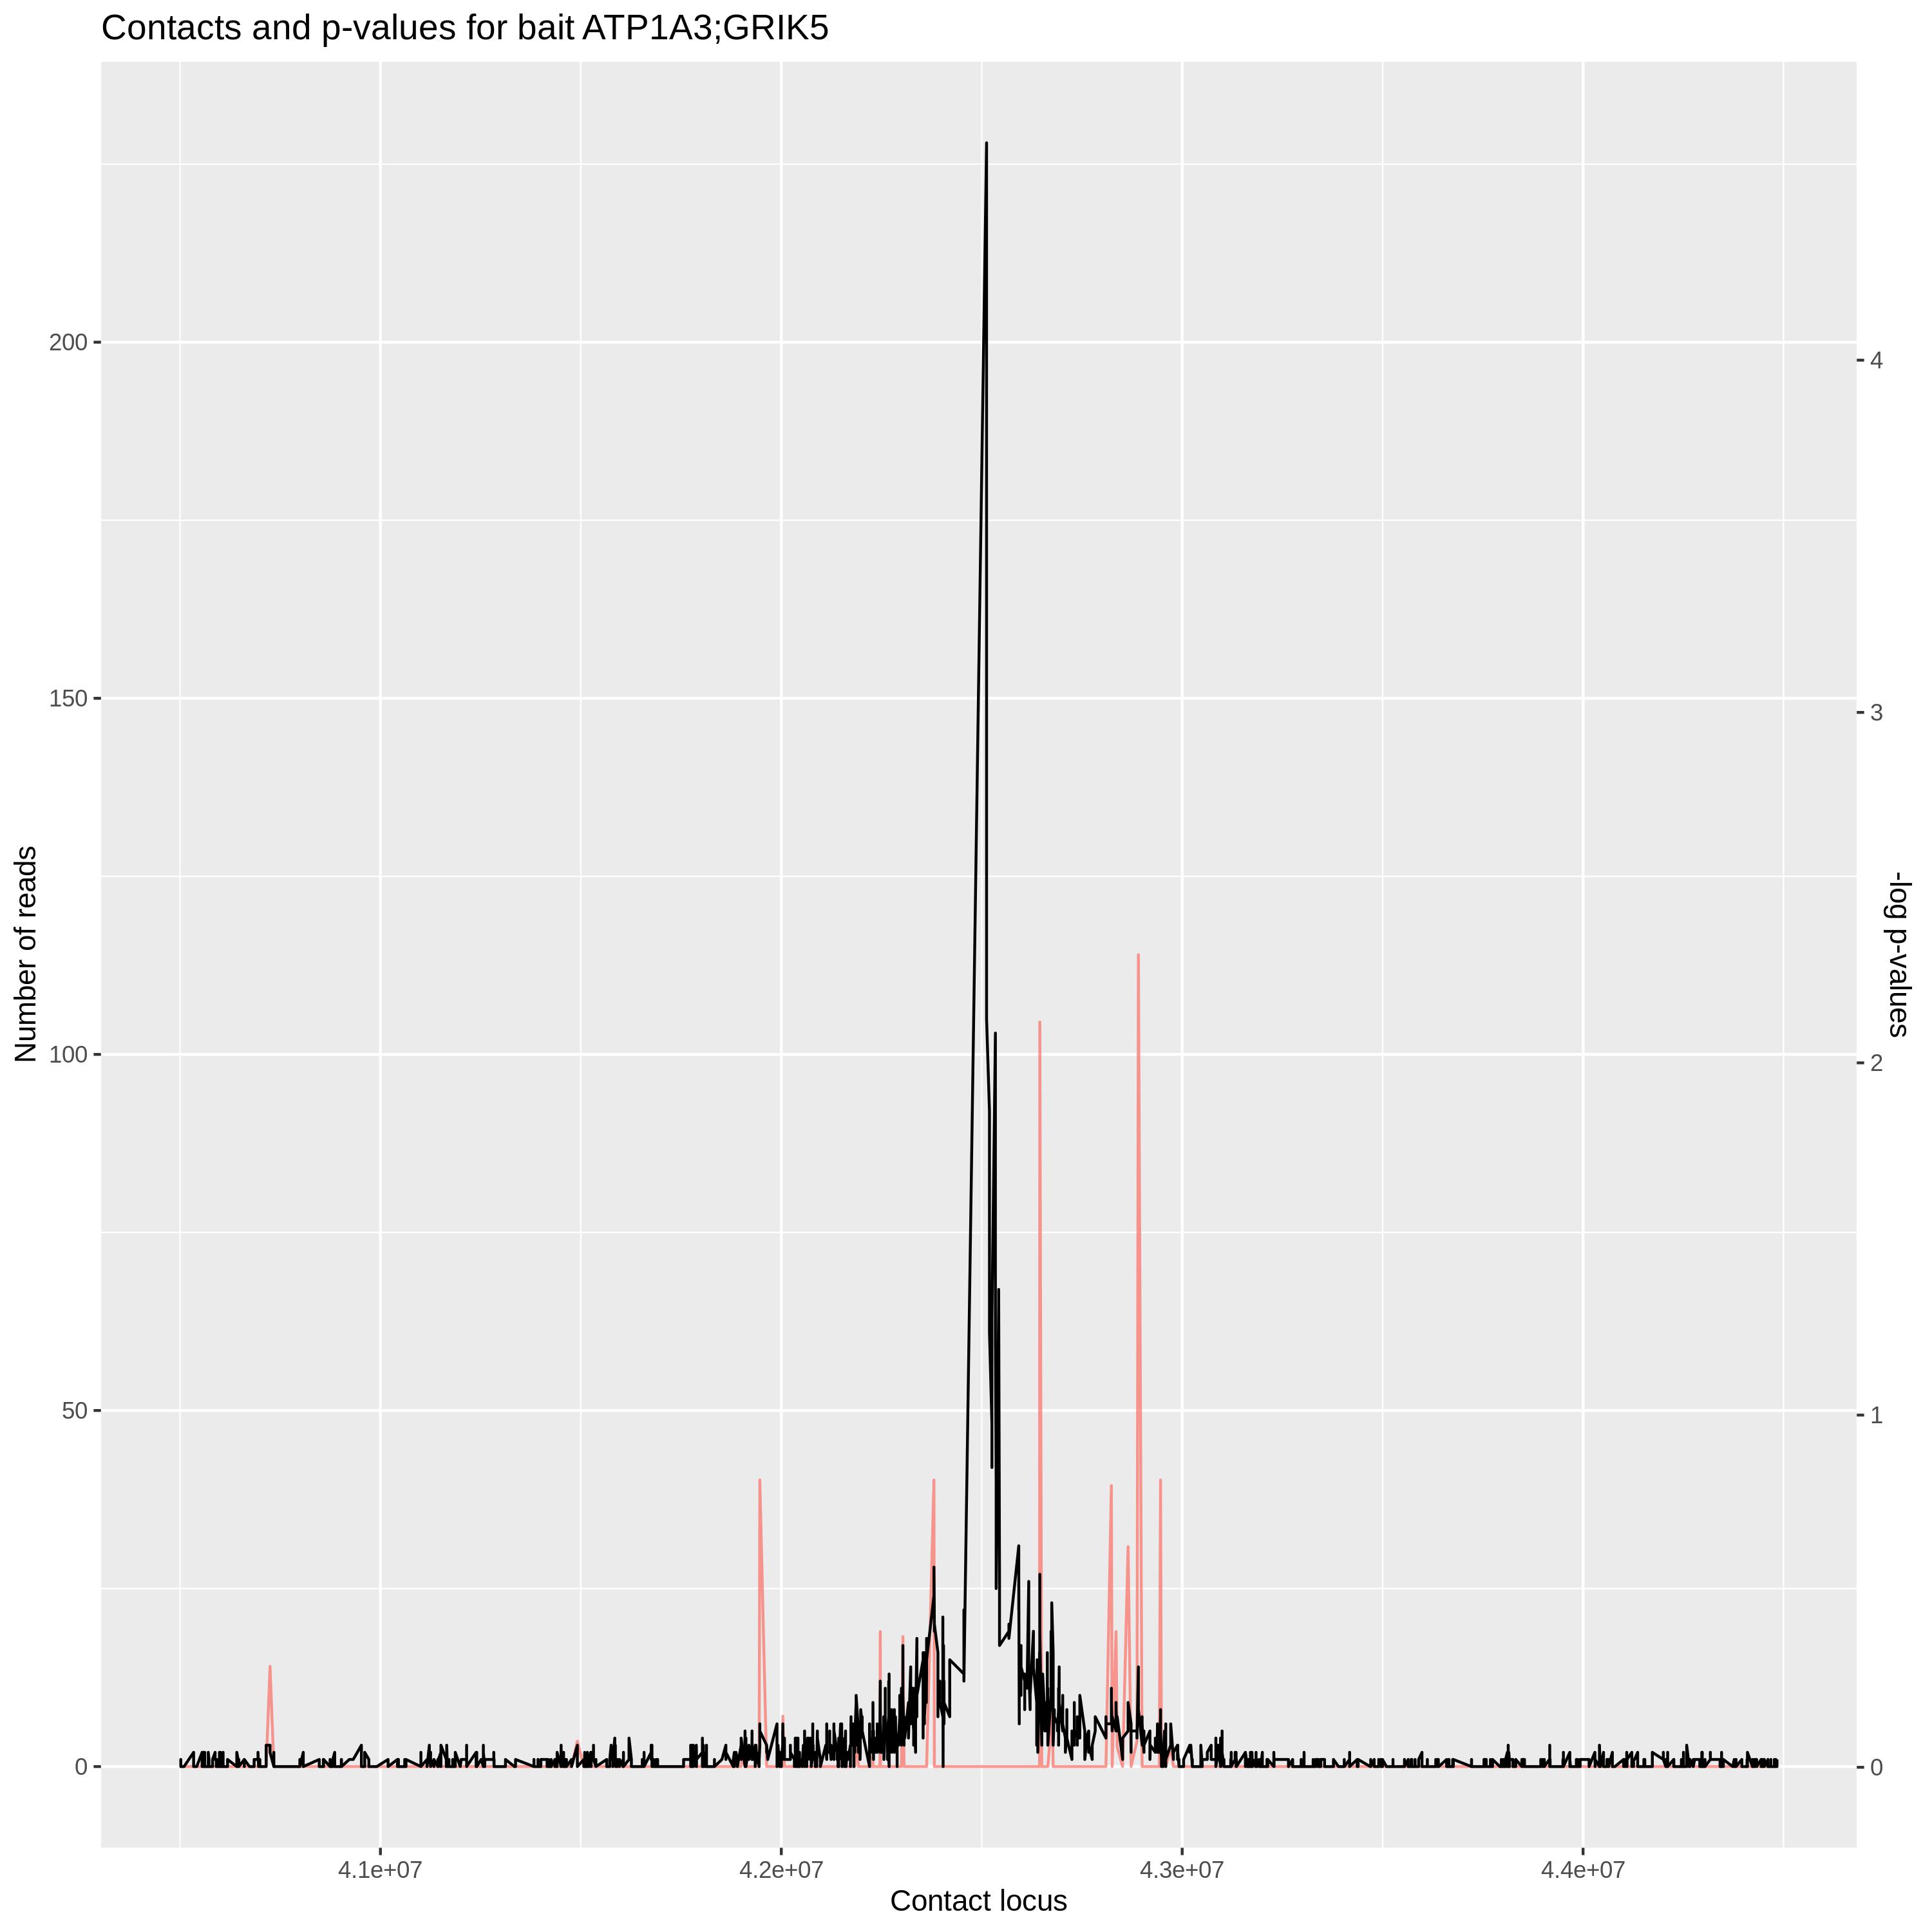 Contacts and p-values for bait ATP1A3;GRIK5
Number of reads
200
150
100
50
0
4
3
2
1
0
-log p-values
4.1e+07
4.2e+07
4.3e+07
4.4e+07
Contact locus